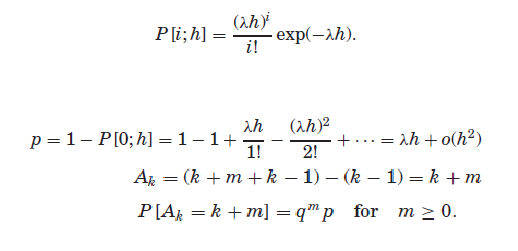 P[i;h] = (λh)^i / i! exp(−λh).
p = 1 − P[0;h] = 1 − 1 + λh/1! − (λh)²/2! + ··· = λh + o(h²)
A_k = (k + m + k − 1) − (k − 1) = k + m
P[A_k = k + m] = q^m p for m ≥ 0.